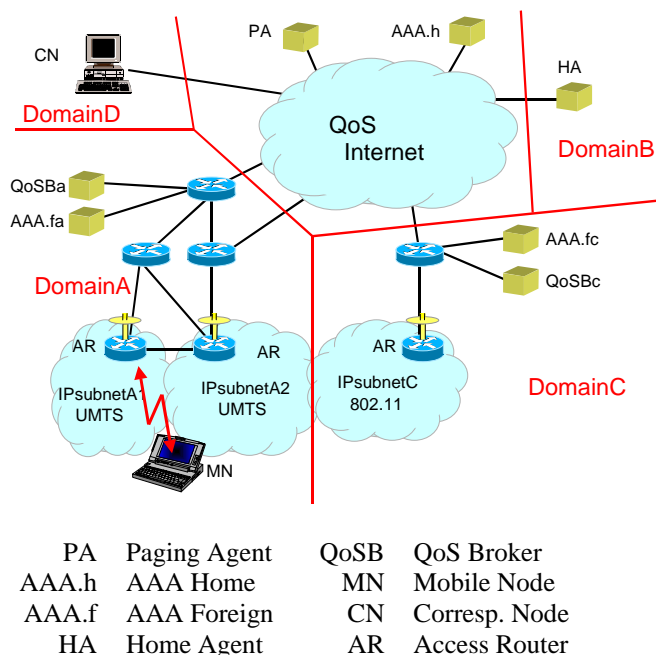 PA
AAA.h
CN
HA
DomainD
QoS
Internet
DomainB
QoSBa
AAA.fa
AAA.fc
QoSBc
DomainA
AR
AR
AR
IPsubnetA1
UMTS
IPsubnetA2
UMTS
IPsubnetC
802.11
DomainC
MN
PA Paging Agent QoSB QoS Broker
AAA.h AAA Home MN Mobile Node
AAA.f AAA Foreign CN Corresp. Node
HA Home Agent AR Access Router